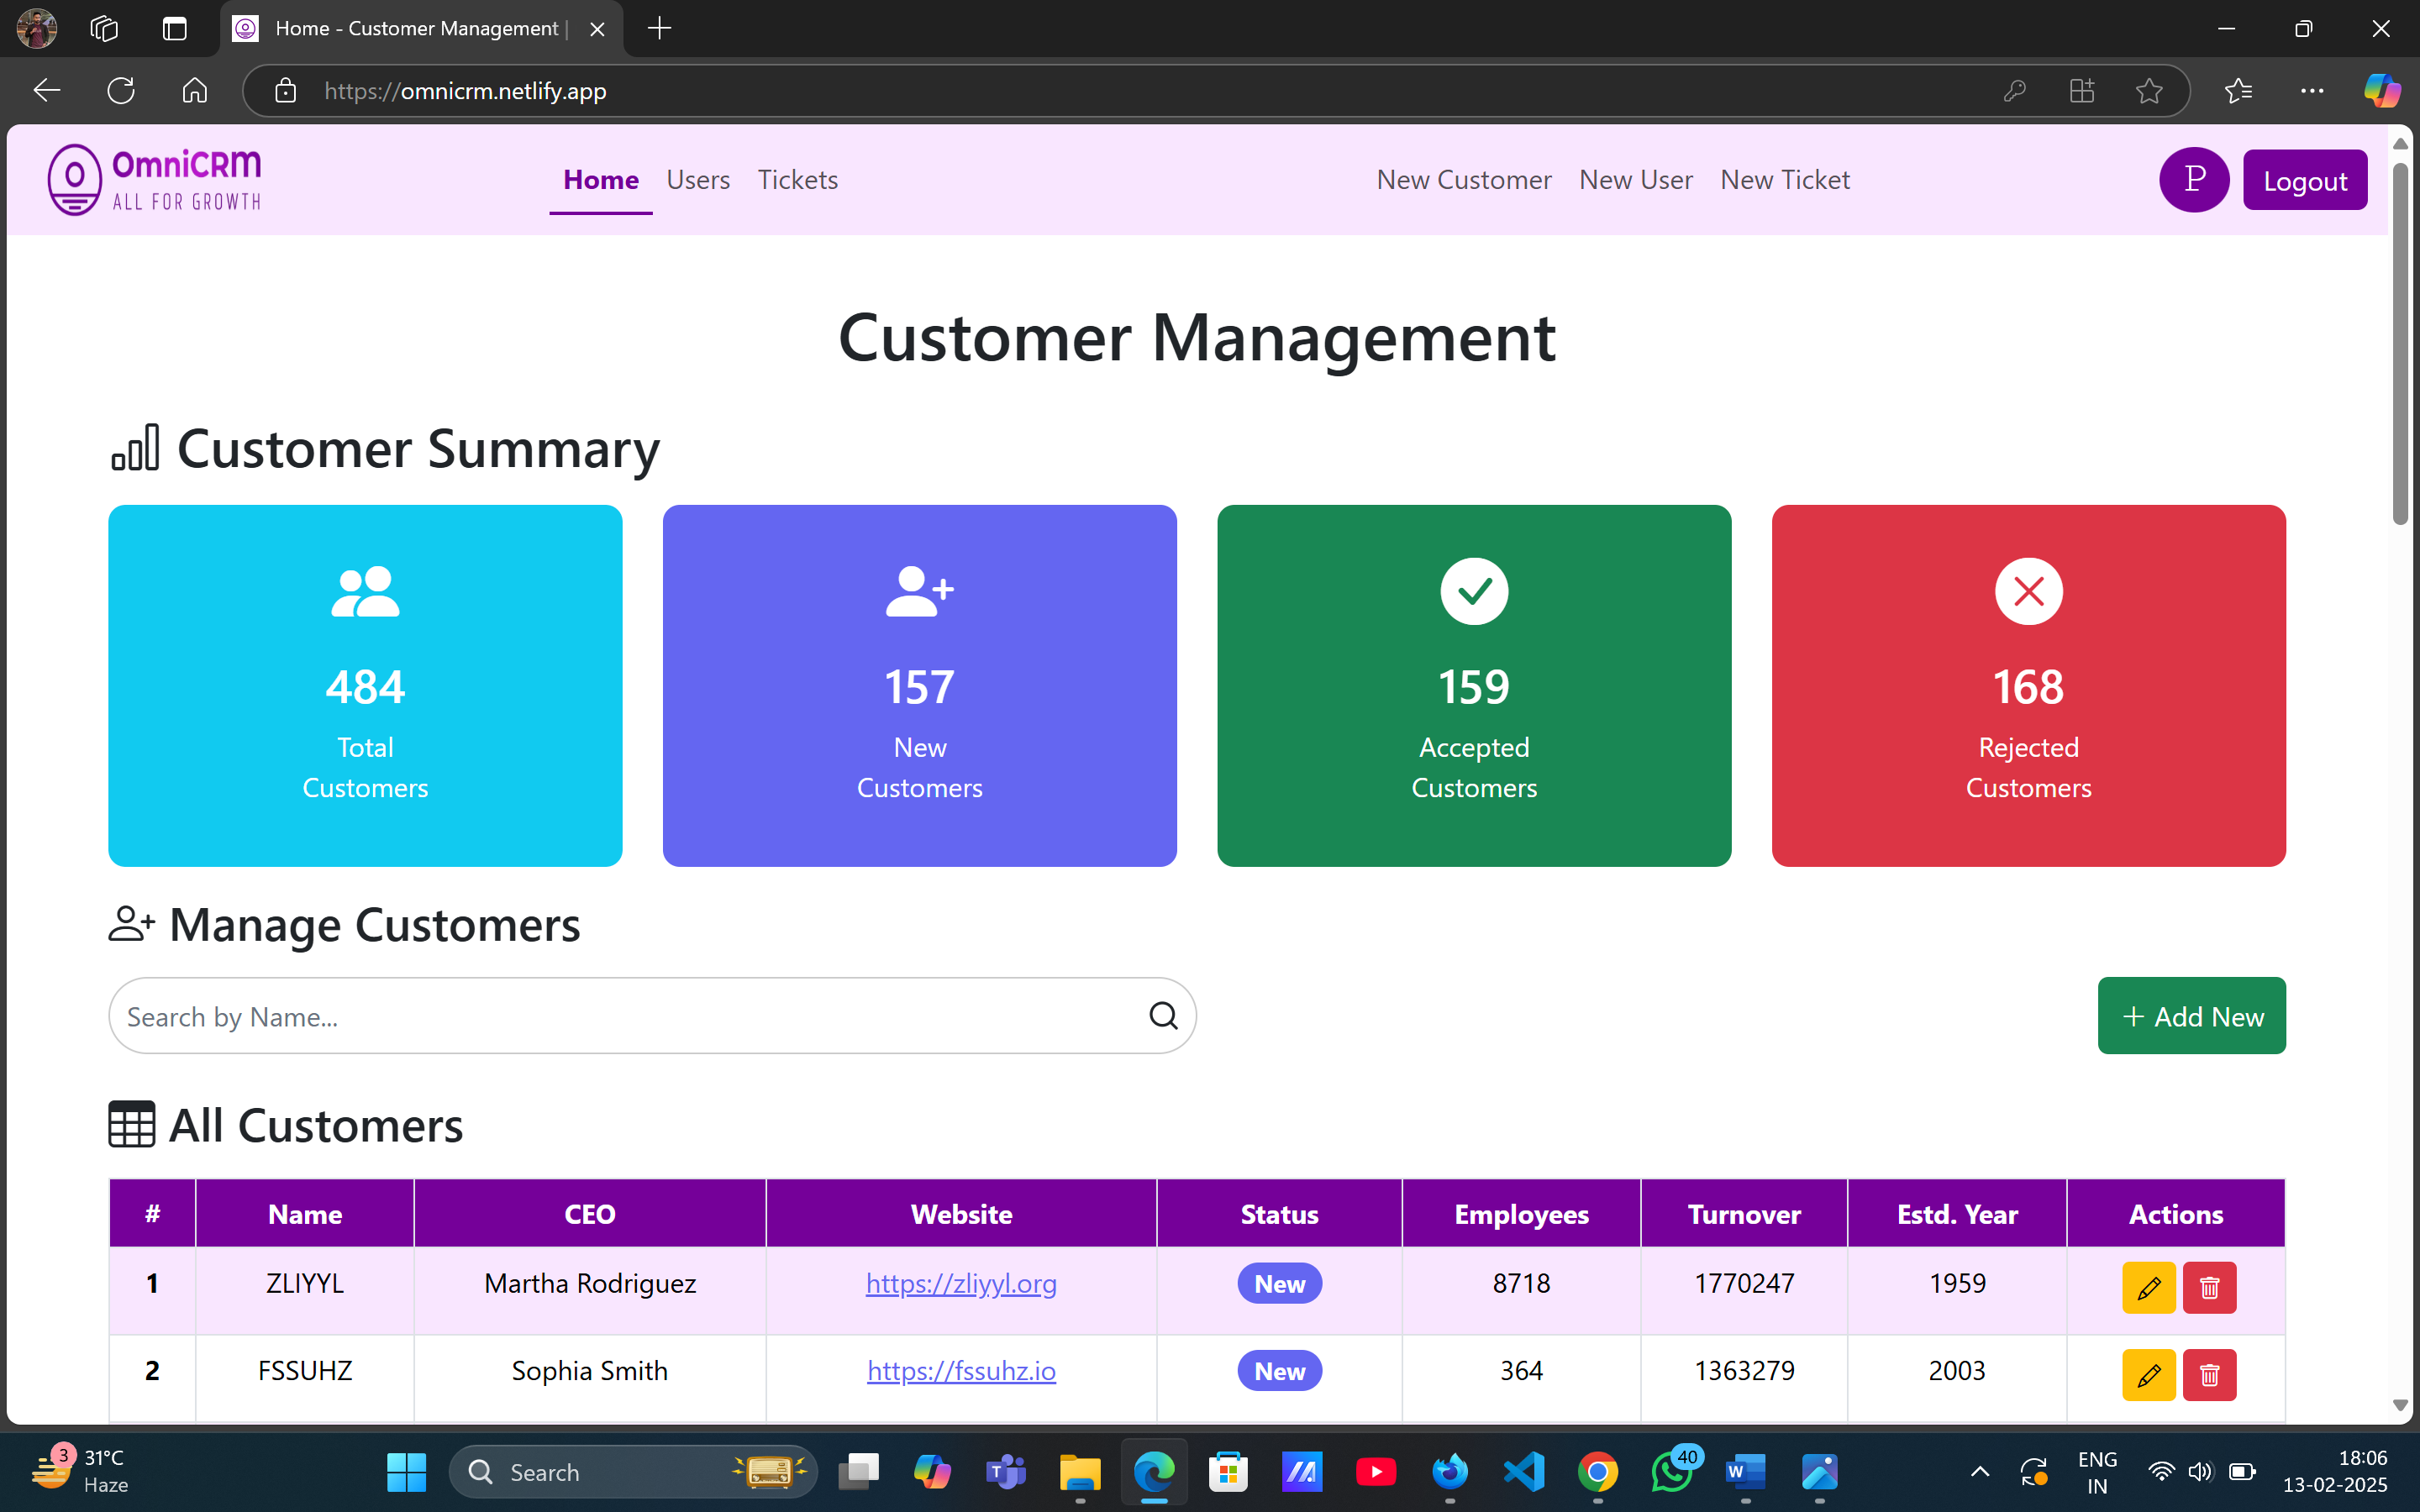 Home - Customer Management |
https://omnicrm.netlify.app
OmniCRM
ALL FOR GROWTH
Home Users Tickets
New Customer New User New Ticket
P
Logout
Customer Management
Customer Summary
484
Total
Customers
157
New
Customers
159
Accepted
Customers
168
Rejected
Customers
Manage Customers
Search by Name...
+ Add New
All Customers
# Name CEO Website Status Employees Turnover Estd. Year Actions
1 ZLIYYL Martha Rodriguez https://zliyyl.org New 8718 1770247 1959
2 FSSUHZ Sophia Smith https://fssuhz.io New 364 1363279 2003
3
31°C
Haze
Search
T
40
W
ENG
IN
18:06
13-02-2025